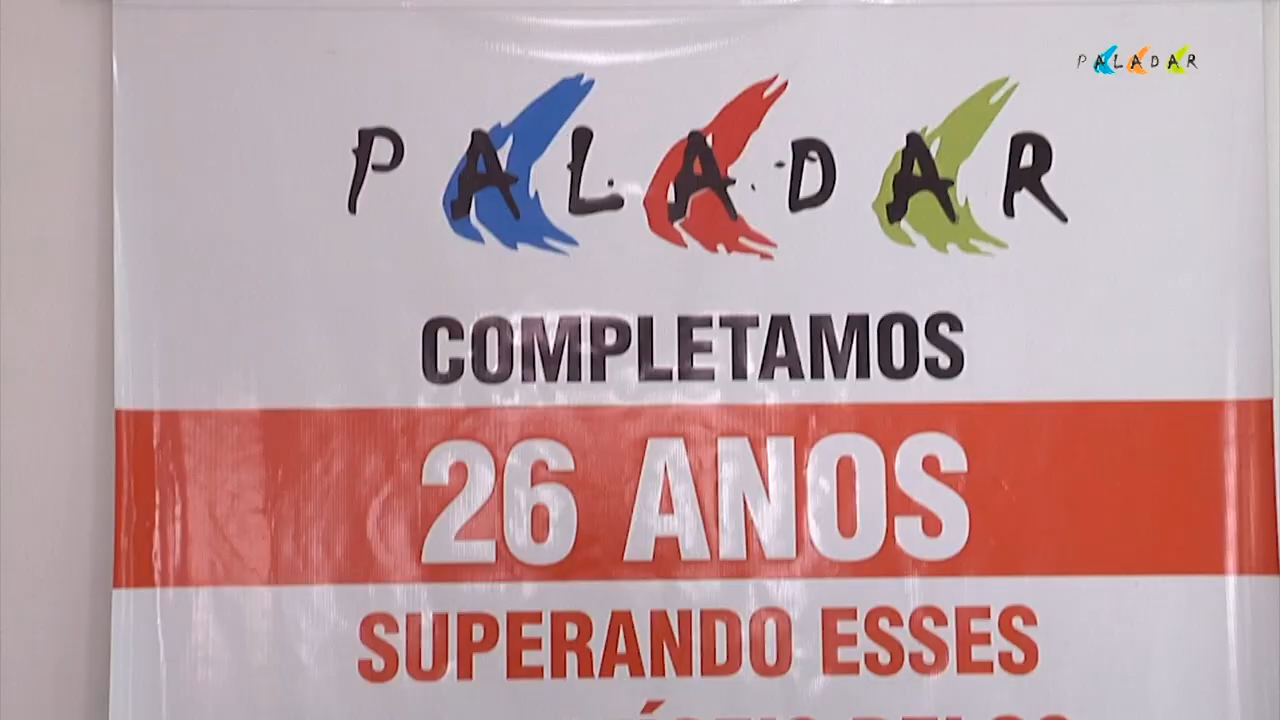 PALADAR
PALADAR
COMPLETAMOS
26 ANOS
SUPERANDO ESSES